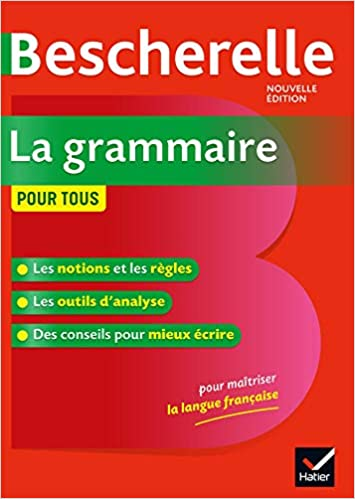 Bescherelle
NOUVELLE
ÉDITION
La grammaire
POUR TOUS
Les notions et les règles
Les outils d'analyse
Des conseils pour mieux écrire
pour maîtriser
la langue française
Hatier